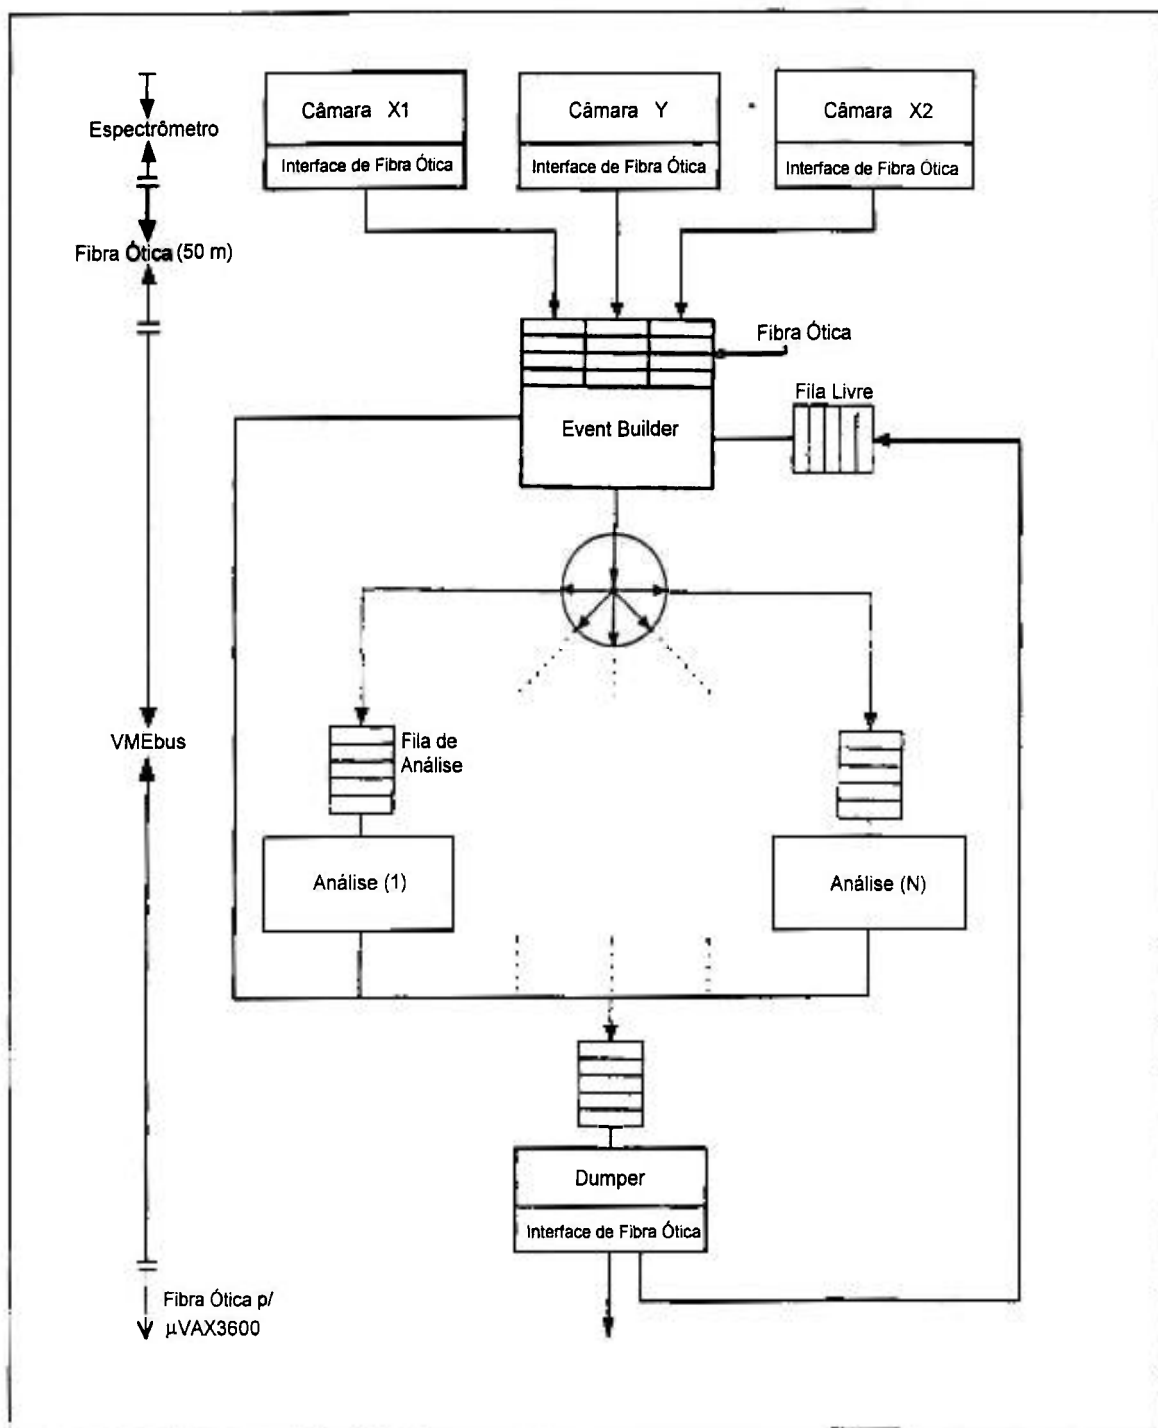 Câmara X1
Câmara Y
Câmara X2
Espectrômetro
Interface de Fibra Ótica
Interface de Fibra Ótica
Interface de Fibra Ótica
Fibra Ótica (50 m)
Fibra Ótica
Fila Livre
Event Builder
VMEbus
Fila de
Análise
Análise (1)
Análise (N)
Dumper
Interface de Fibra Ótica
Fibra Ótica p/
µVAX3600